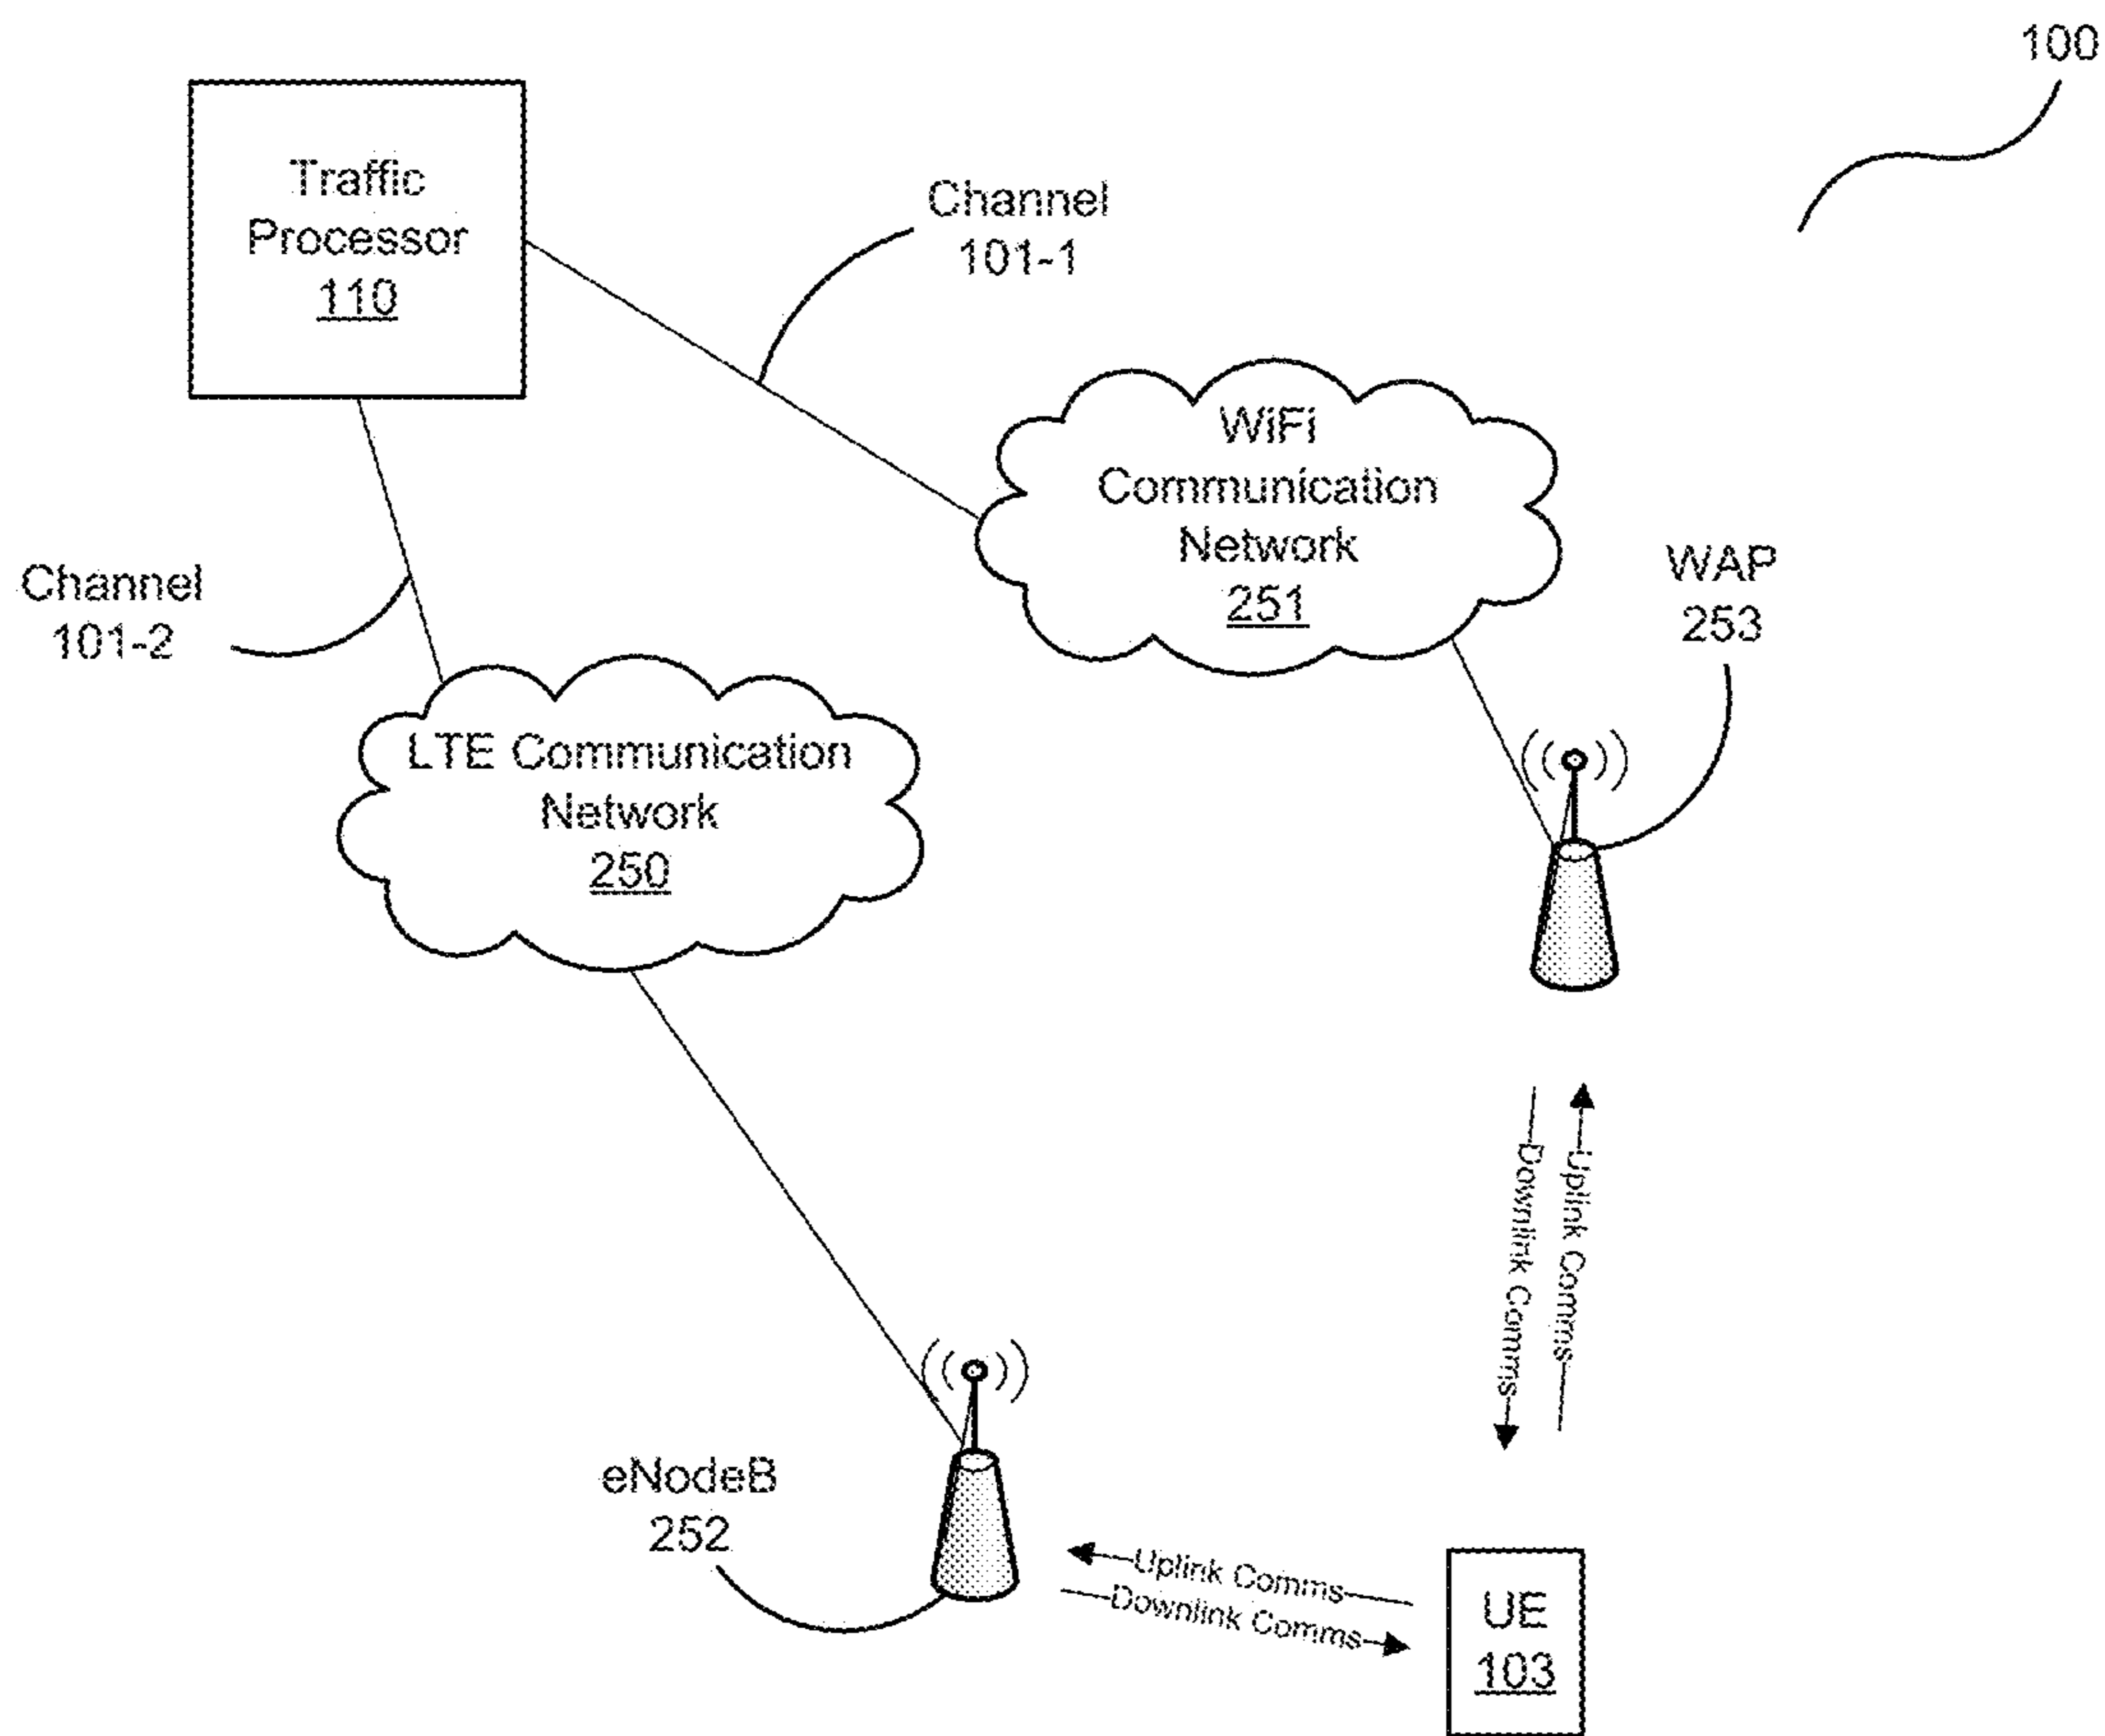 100
Traffic
Processor
110
Channel
101-1
WiFi
Communication
Network
251
WAP
253
Channel
101-2
LTE Communication
Network
250
Downlink Comms
Uplink Comms
eNodeB
252
Uplink Comms
Downlink Comms
UE
103